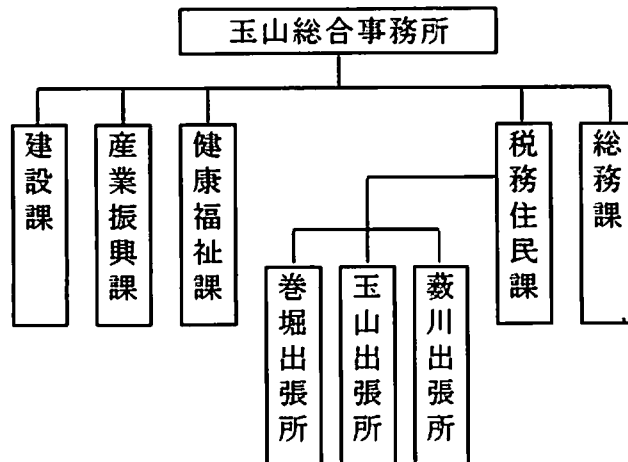 玉山総合事務所
総務課
税務住民課
健康福祉課
産業振興課
建設課
薮川出張所
玉山出張所
巻堀出張所